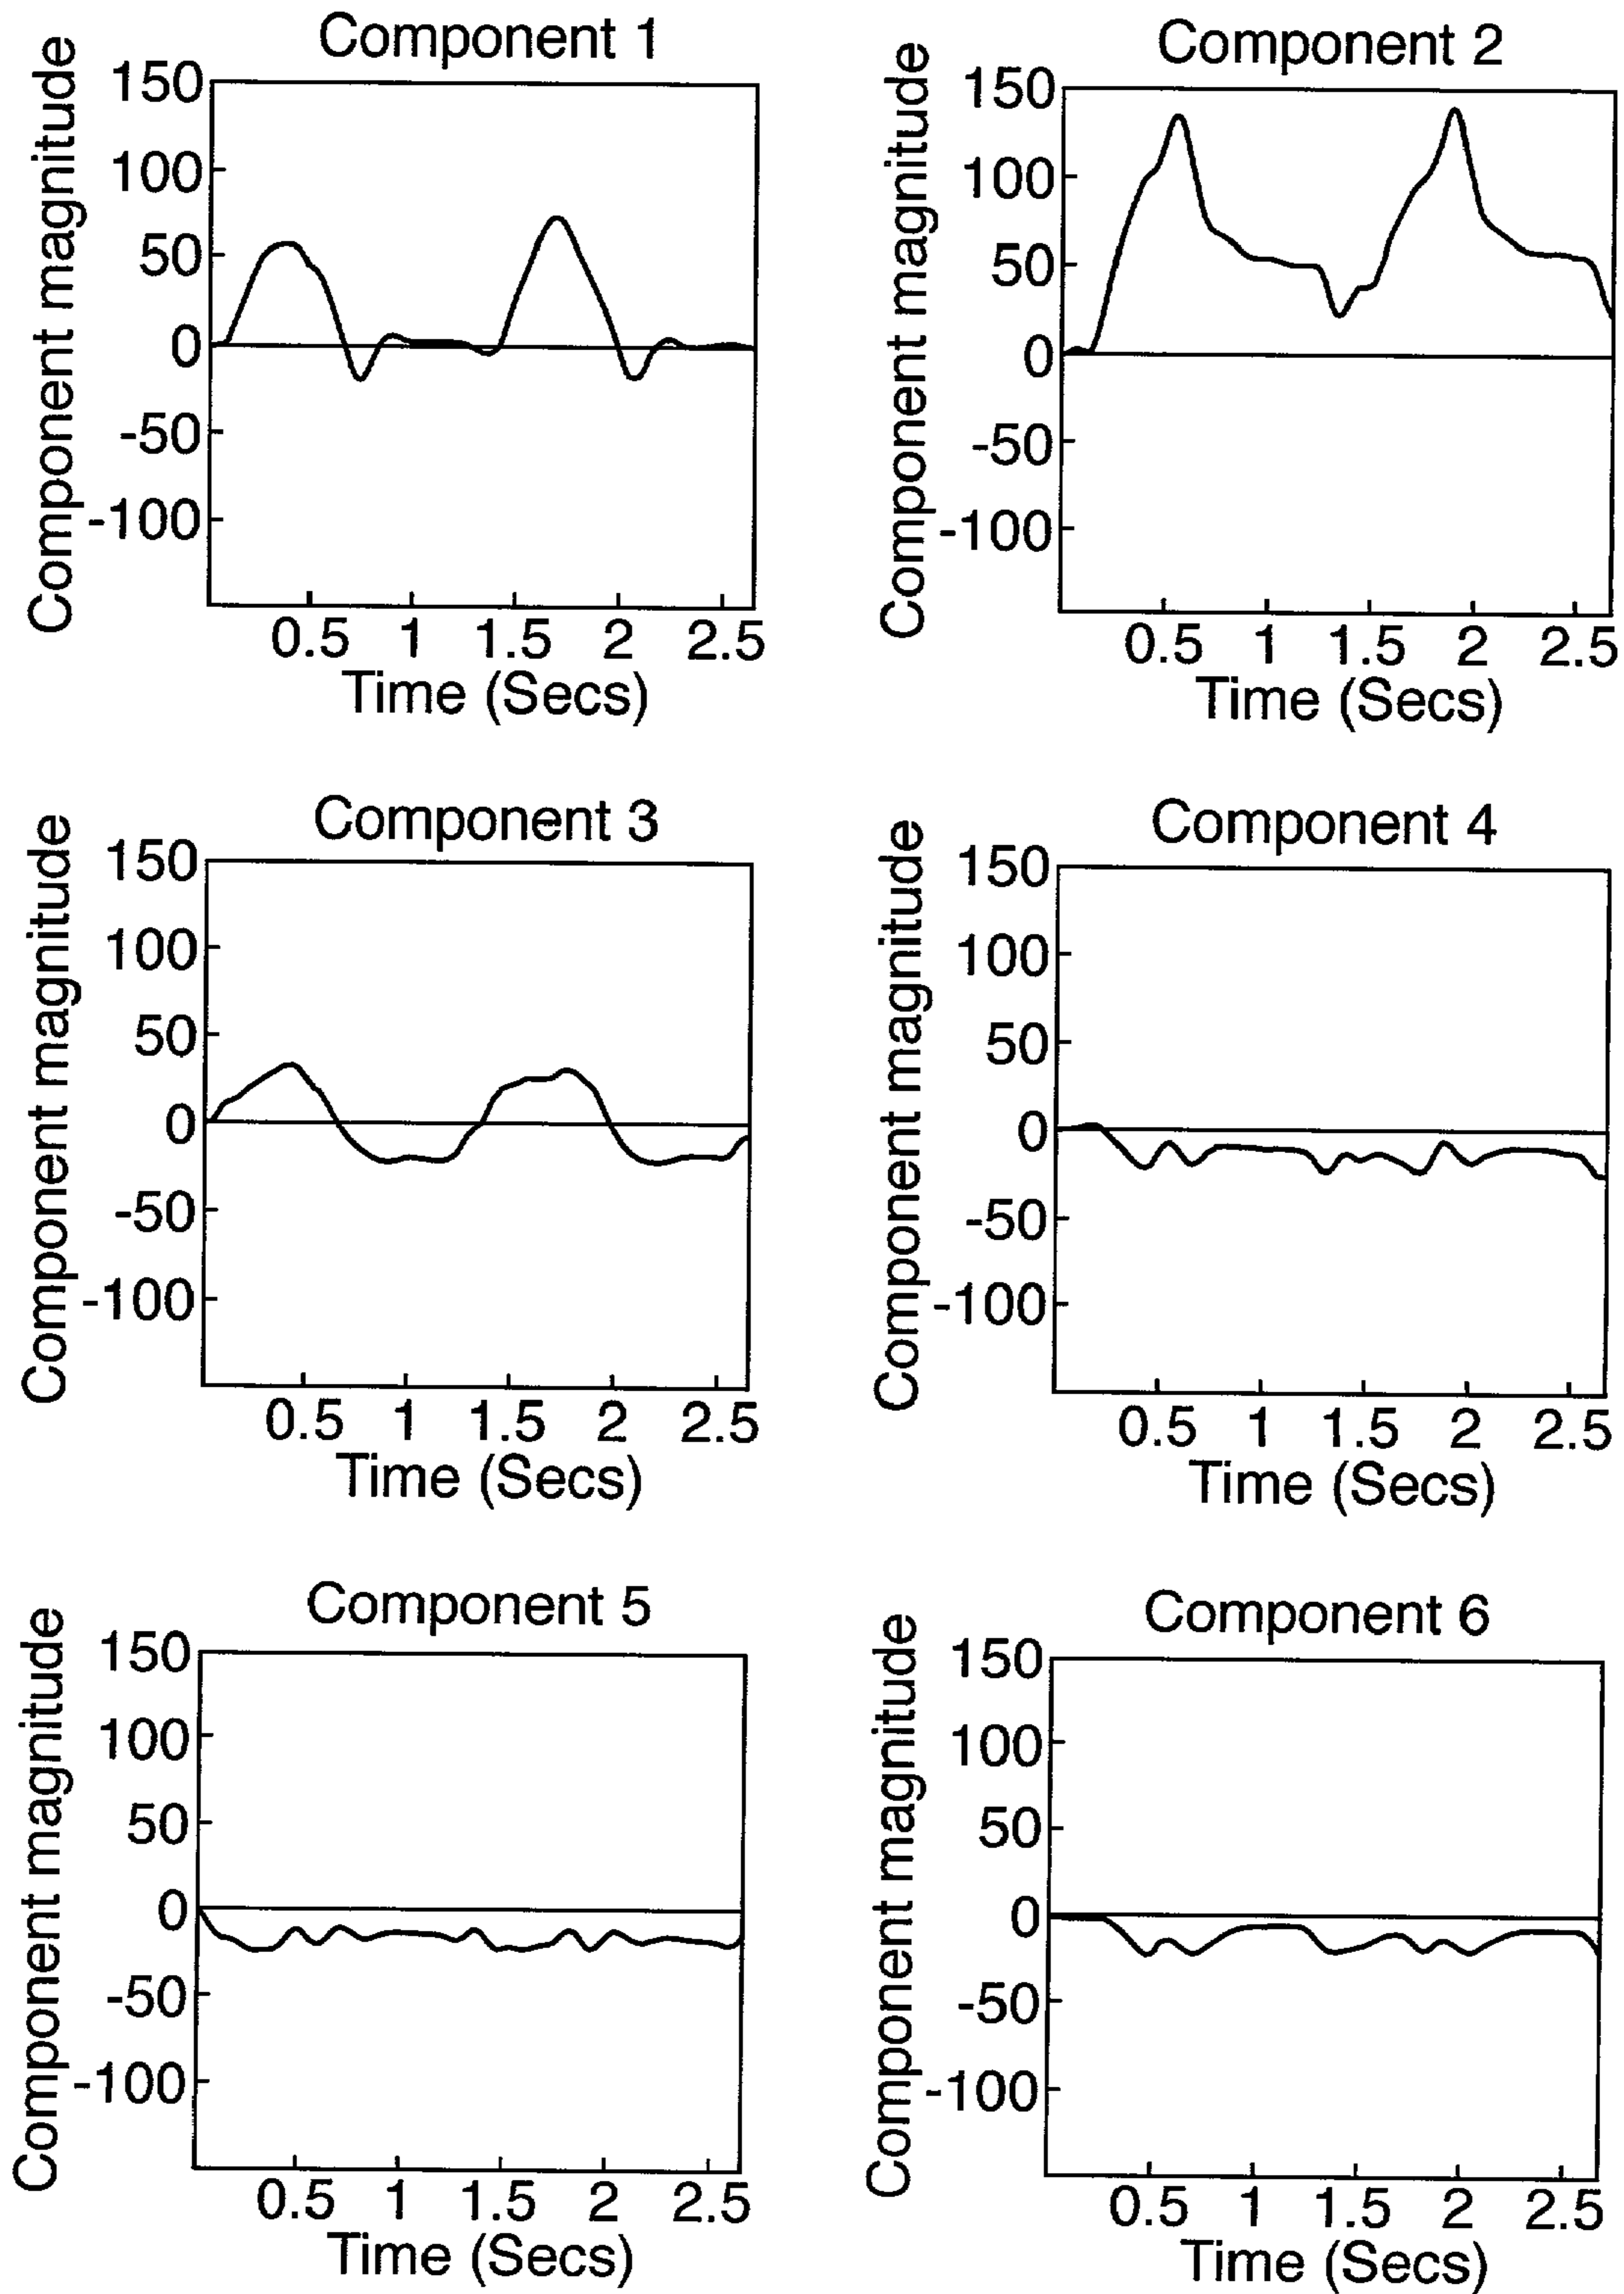 Component 1
Component magnitude
150
100
50
0
-50
-100
0.5 1 1.5 2 2.5
Time (Secs)
Component 2
Component magnitude
150
100
50
0
-50
-100
0.5 1 1.5 2 2.5
Time (Secs)
Component 3
Component magnitude
150
100
50
0
-50
-100
0.5 1 1.5 2 2.5
Time (Secs)
Component 4
Component magnitude
150
100
50
0
-50
-100
0.5 1 1.5 2 2.5
Time (Secs)
Component 5
Component magnitude
150
100
50
0
-50
-100
0.5 1 1.5 2 2.5
Time (Secs)
Component 6
Component magnitude
150
100
50
0
-50
-100
0.5 1 1.5 2 2.5
Time (Secs)